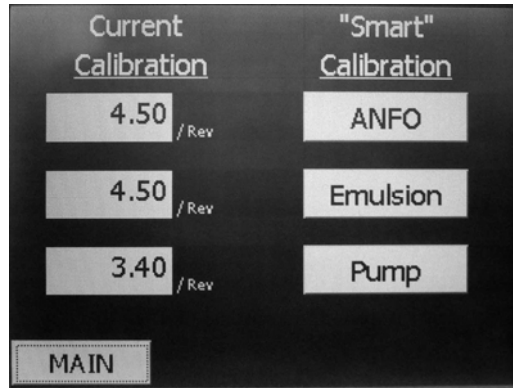 Current "Smart"
Calibration Calibration
4.50 /Rev ANFO
4.50 /Rev Emulsion
3.40 /Rev Pump
MAIN